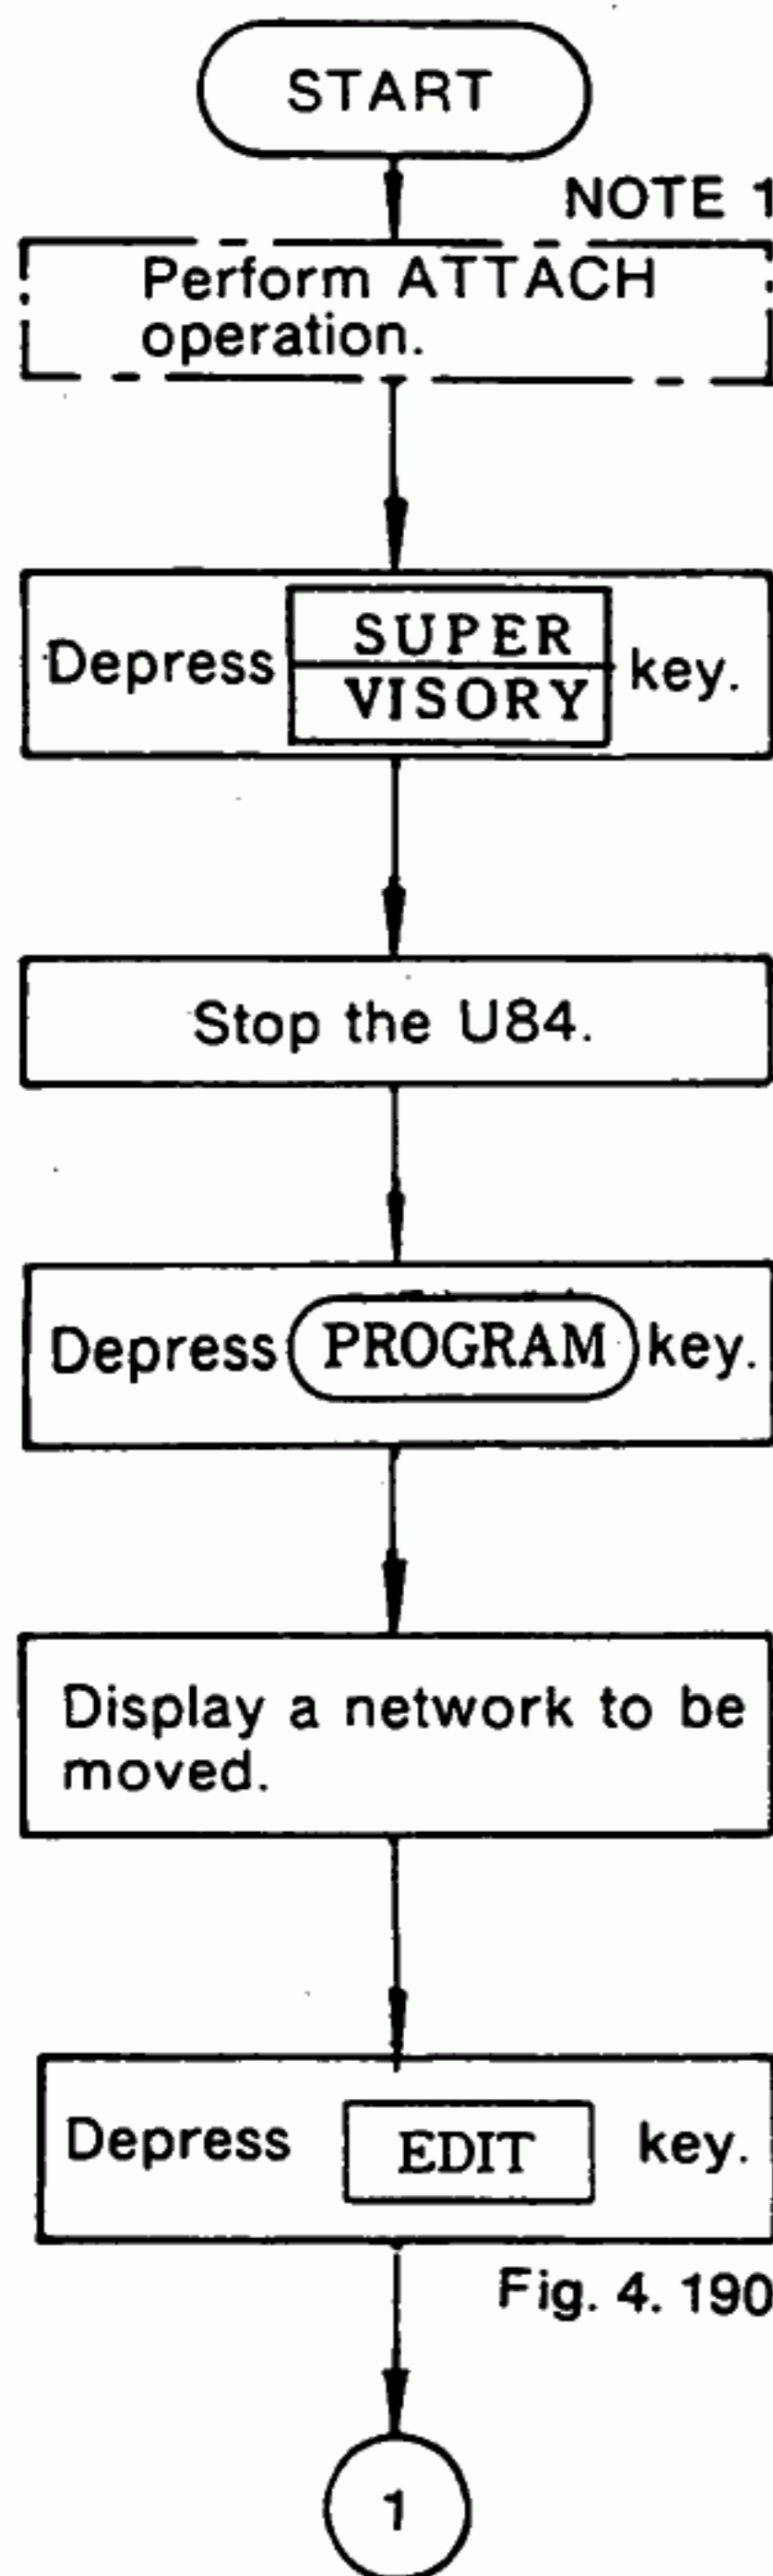 START
NOTE 1
Perform ATTACH
operation.
Depress SUPER VISORY key.
Stop the U84.
Depress PROGRAM key.
Display a network to be
moved.
Depress EDIT key.
Fig. 4. 190
1